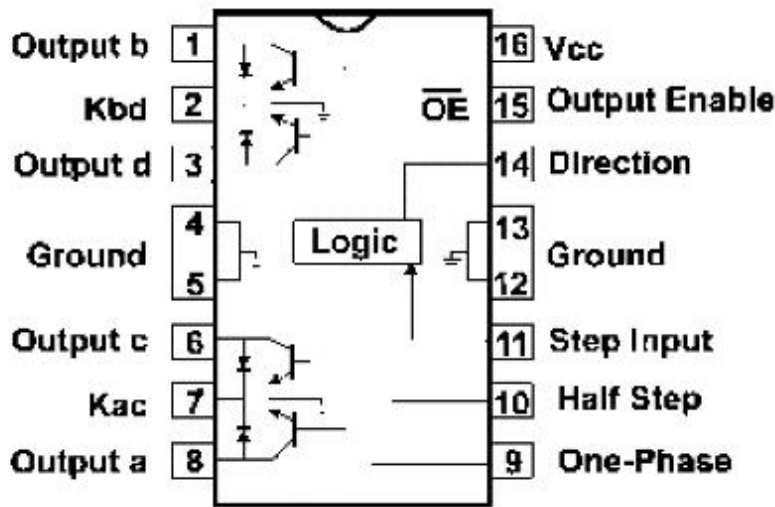 Output b 1 16 Vcc
Kbd 2 OE 15 Output Enable
Output d 3 14 Direction
4 13
Ground Logic Ground
5 12
Output c 6 11 Step Input
Kac 7 10 Half Step
Output a 8 9 One-Phase